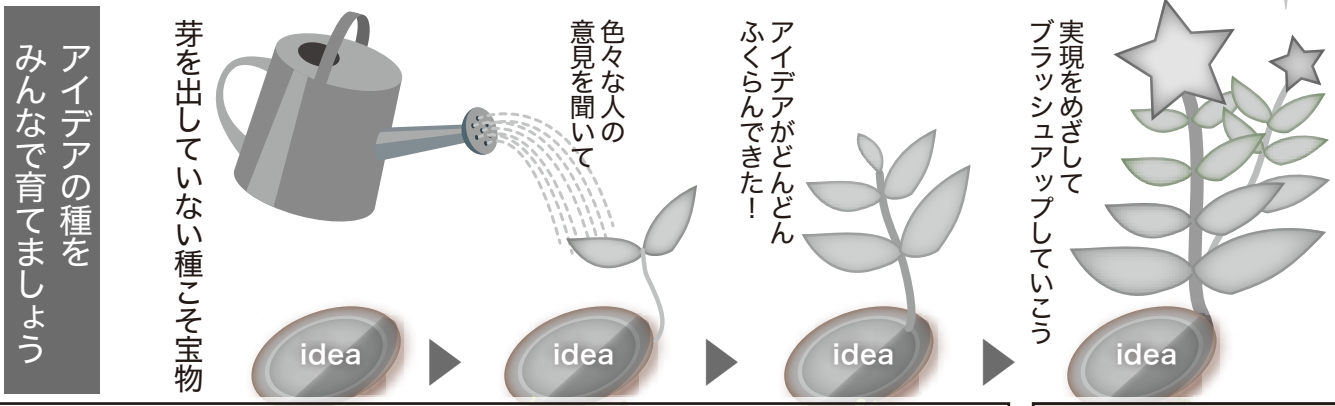 アイデアの種を
みんなで育てましょう
芽を出していない種こそ宝物
idea
色々な人の
意見を聞いて
idea
アイデアがどんどん
ふくらんできた！
idea
実現をめざして
ブラッシュアップしていこう
idea